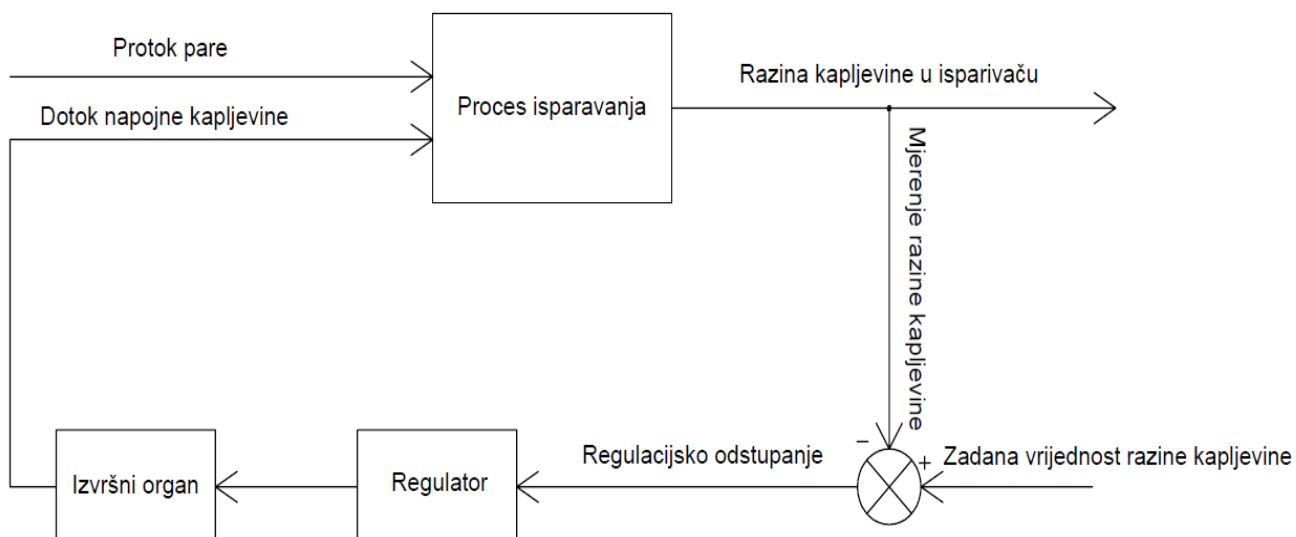 Protok pare
Dotok napojne kapljevine
Proces isparavanja
Razina kapljevine u isparivaču
Mjerenje razine kapljevine
−
+
Zadana vrijednost razine kapljevine
Regulacijsko odstupanje
Regulator
Izvršni organ